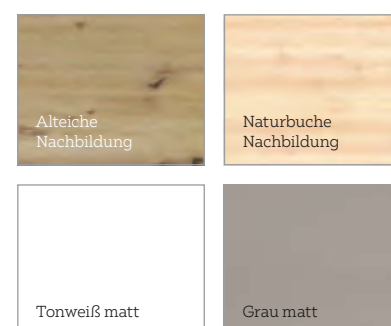 Alteiche
Nachbildung
Naturbuche
Nachbildung
Tonweiß matt
Grau matt